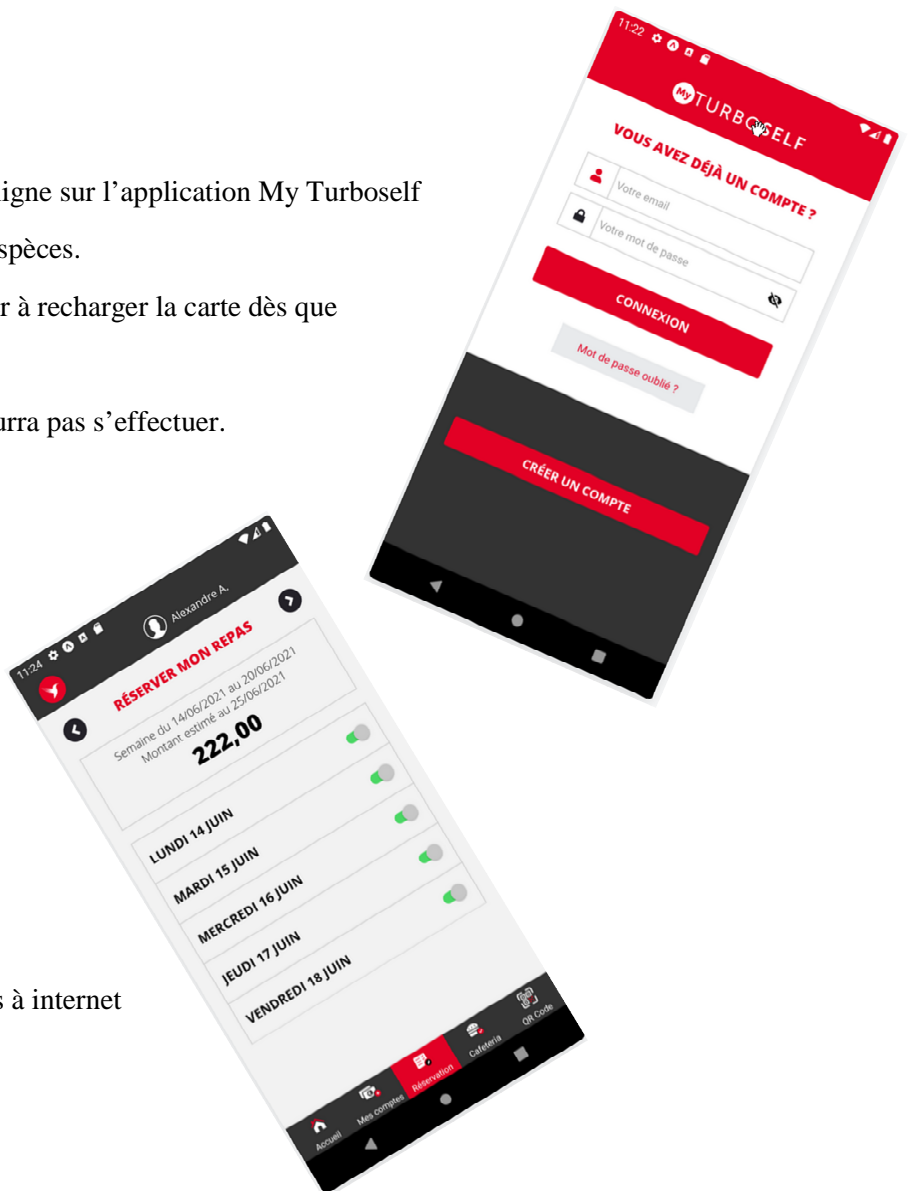 igne sur l’application My Turboself
spèces.
r à recharger la carte dès que
urra pas s’effectuer.
s à internet
11:22
My TURBOSELF
VOUS AVEZ DÉJÀ UN COMPTE ?
Votre email
Votre mot de passe
CONNEXION
Mot de passe oublié ?
CRÉER UN COMPTE
11:24
Alexandre A.
RÉSERVER MON REPAS
Semaine du 14/06/2021 au 20/06/2021
Montant estimé au 25/06/2021
222,00
LUNDI 14 JUIN
MARDI 15 JUIN
MERCREDI 16 JUIN
JEUDI 17 JUIN
VENDREDI 18 JUIN
Accueil
Mes comptes
Réservation
Cafeteria
QR Code